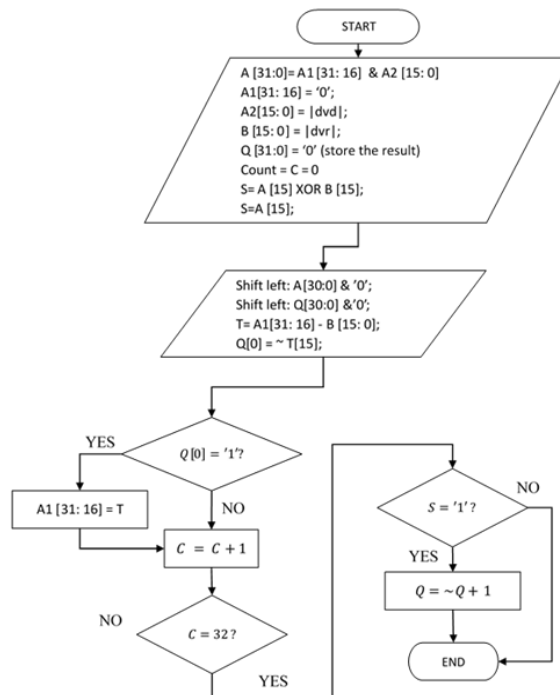 START
A [31:0]= A1 [31: 16] & A2 [15: 0]
A1[31: 16] = '0';
A2[15: 0] = |dvd|;
B [15: 0] = |dvr|;
Q [31:0] = '0' (store the result)
Count = C = 0
S= A [15] XOR B [15];
S=A [15];
Shift left: A[30:0] & '0';
Shift left: Q[30:0] &'0';
T= A1[31: 16] - B [15: 0];
Q[0] = ~ T[15];
YES
Q[0] = '1'?
A1 [31: 16] = T
NO
C = C + 1
NO
C = 32 ?
YES
S = '1' ?
NO
YES
Q = ~Q + 1
END